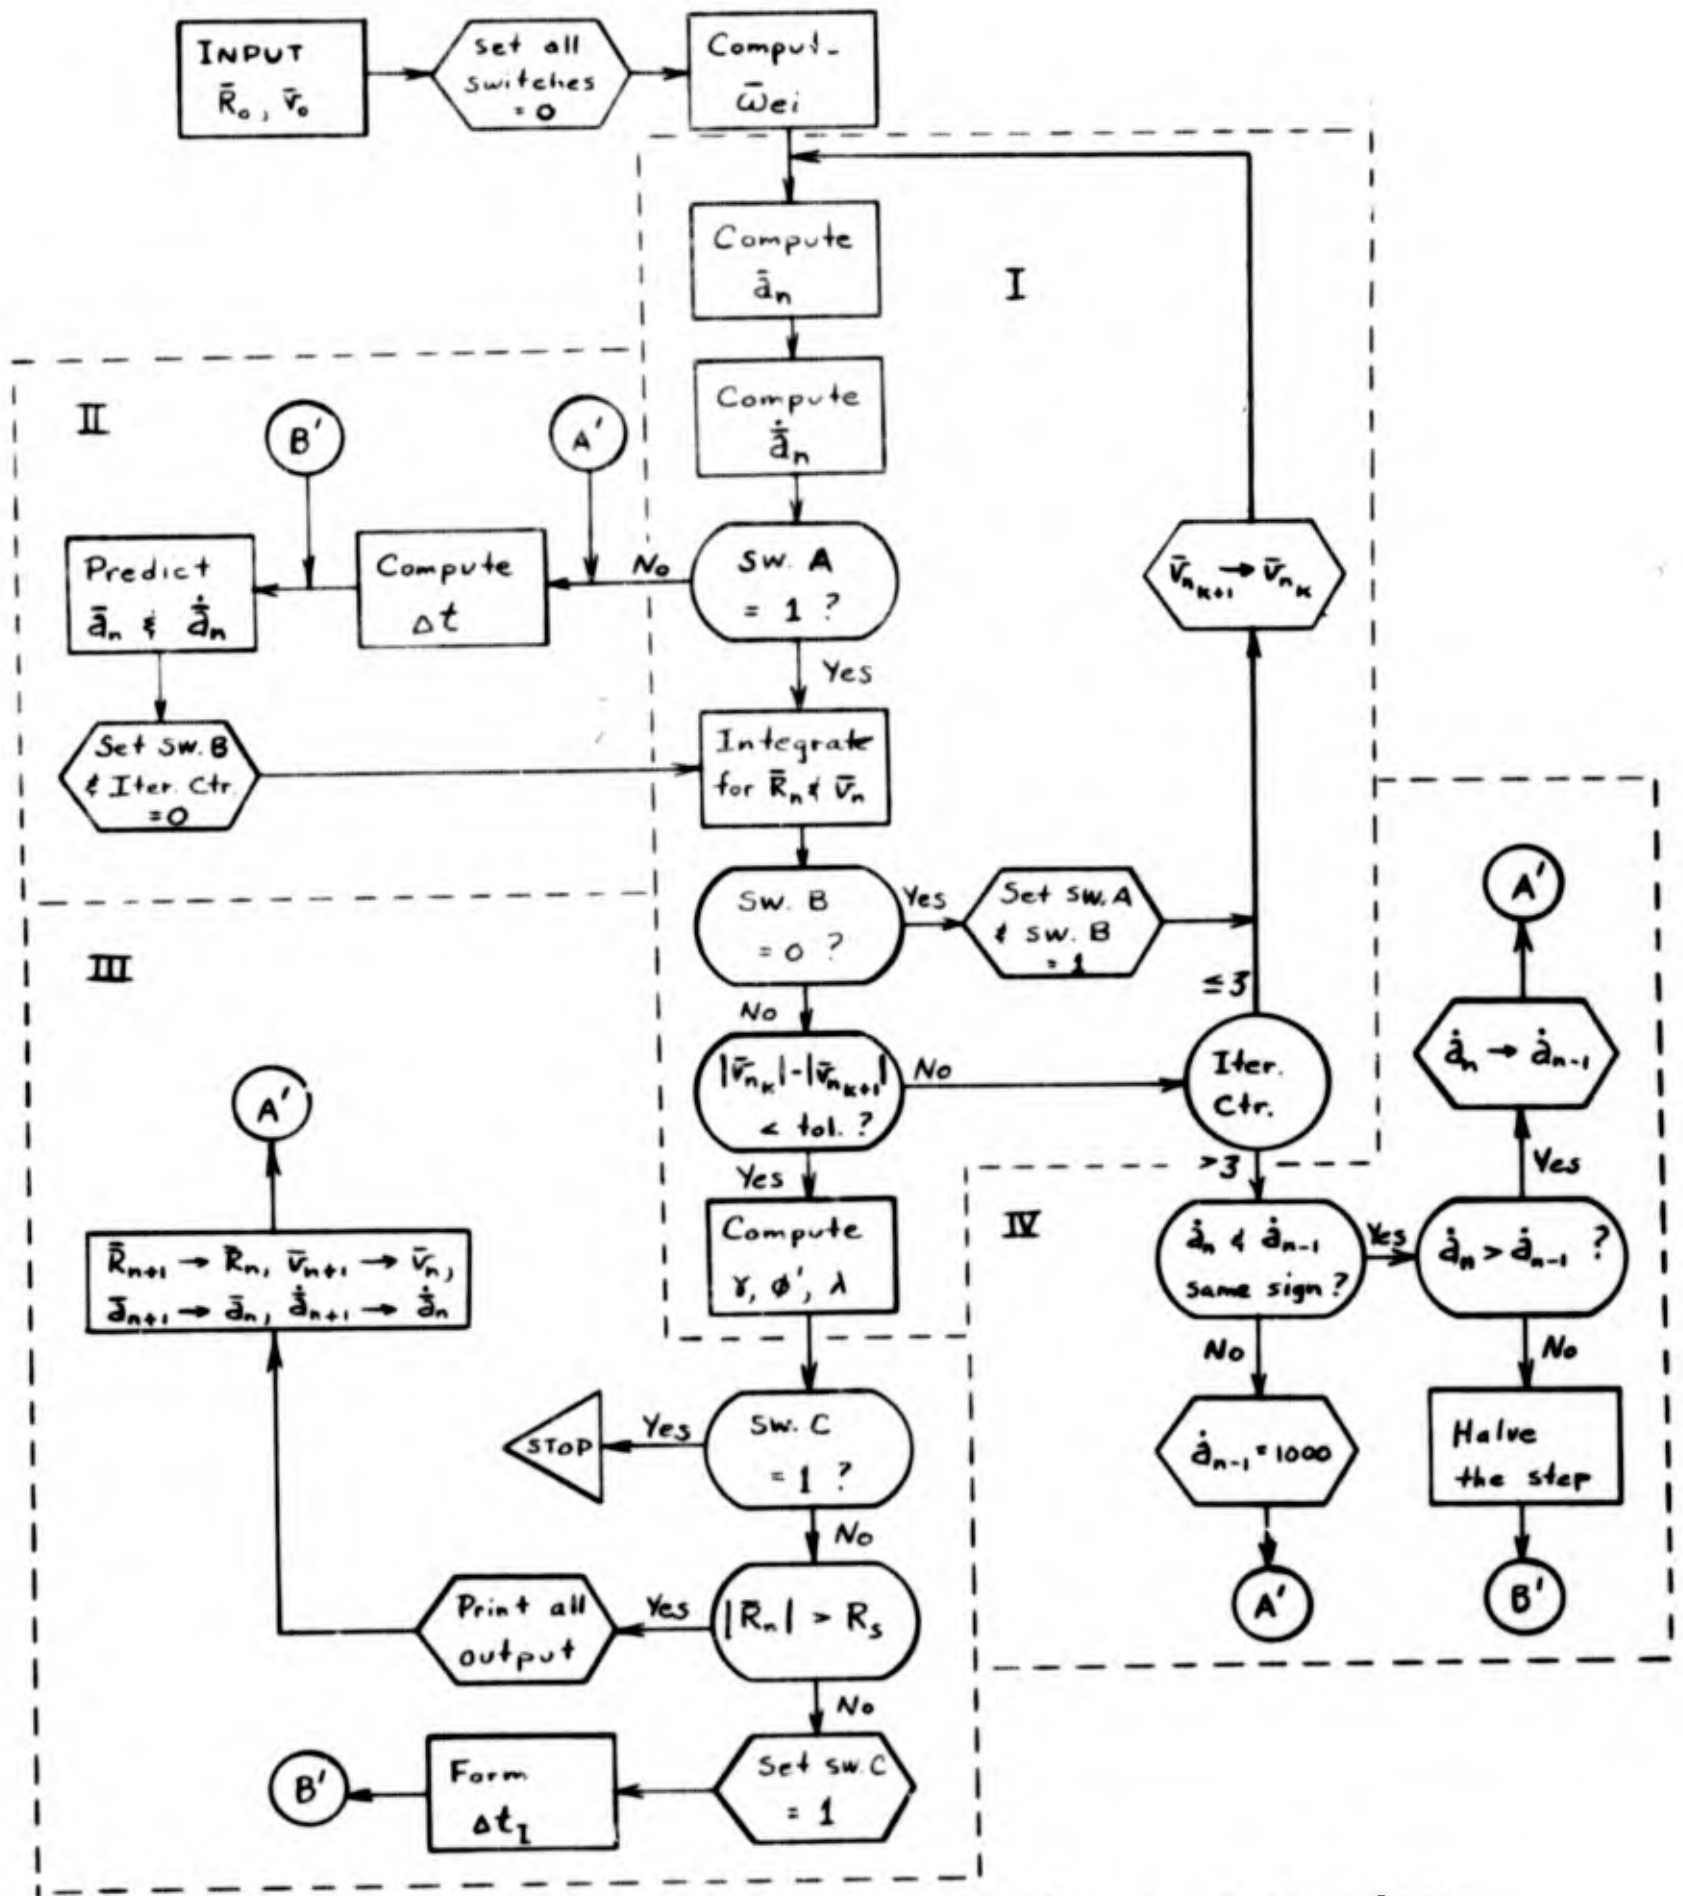 INPUT
R̄₀, v̄₀
Set all
switches
= 0
Comput-
ω̄ei
I
Compute
ā̇n
Compute
ā̇n
II
B'
A'
Predict
ān & ā̇n
Compute
Δt
No
Sw. A
= 1 ?
Yes
v̄nₖ₊₁ → v̄nₖ
Set Sw. B
& Iter. Ctr.
= 0
Integrate
for R̄n & v̄n
Sw. B
= 0 ?
Yes
Set Sw. A
& Sw. B
= 1
≤ 3
A'
III
No
|v̄nₖ| - |v̄nₖ₊₁|
< tol. ?
No
Iter.
Ctr.
ȧn → ȧn-1
A'
Yes
> 3
Yes
Compute
γ, φ', λ
IV
ȧn & ȧn-1
same sign ?
Yes
ȧn > ȧn-1 ?
R̄n+1 → R̄n, v̄n+1 → v̄n,
ān+1 → ān, ā̇n+1 → ā̇n
No
No
STOP
Yes
Sw. C
= 1 ?
ȧn-1 = 1000
Halve
the step
No
Print all
output
Yes
|R̄n| > Rs
A'
B'
No
B'
Form
ΔtI
Set Sw. C
= 1